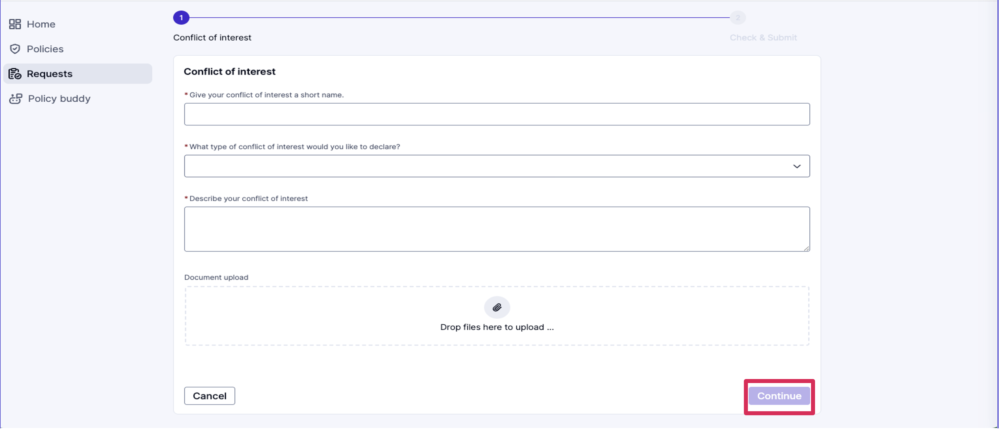 Home
Policies
Requests
Policy buddy
1
2
Conflict of interest
Check & Submit
Conflict of interest
* Give your conflict of interest a short name.
* What type of conflict of interest would you like to declare?
* Describe your conflict of interest
Document upload
Drop files here to upload ...
Cancel
Continue